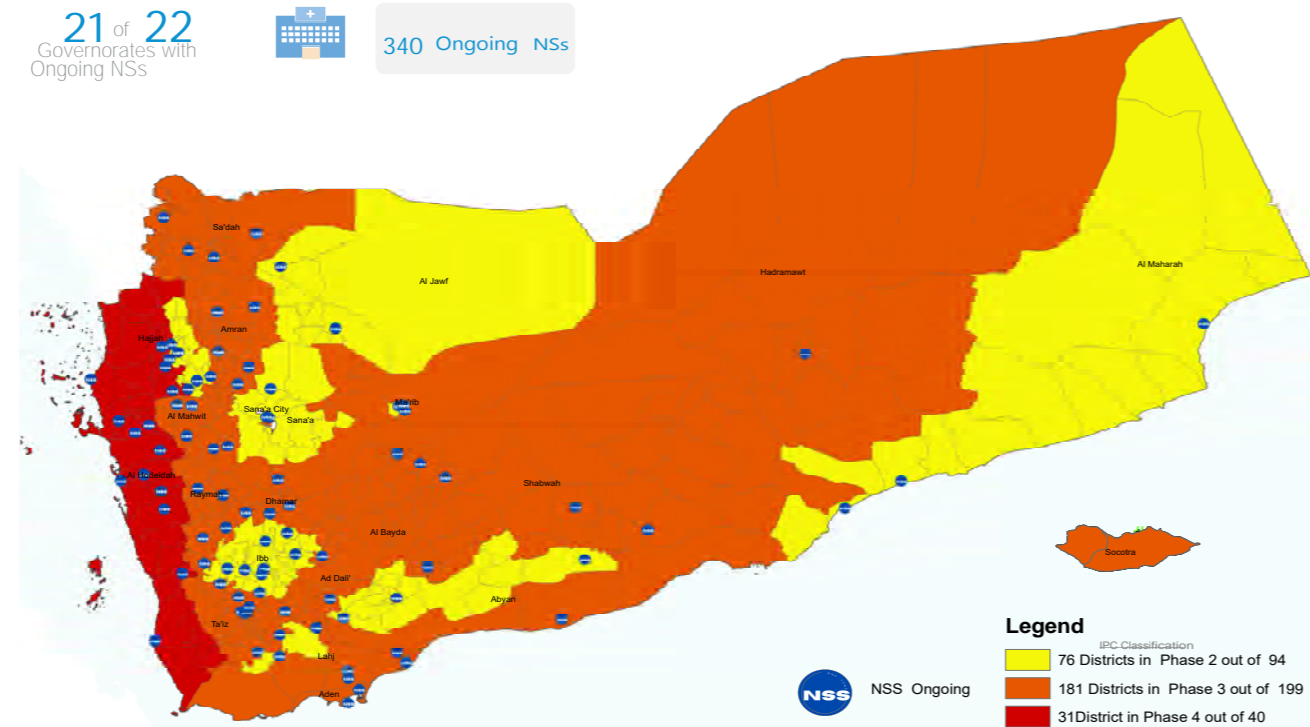 21 of 22
Governorates with
Ongoing NSs
340 Ongoing NSs
Sa'dah
Al Jawf
Hadramawt
Al Maharah
Amran
Hajjah
Ma'rib
Sana'a City
Sana'a
Al Mahwit
Al Hodeidah
Raymah
Dhamar
Shabwah
Al Bayda
Ibb
Ad Dali'
Abyan
Socotra
Ta'iz
Lahj
Aden
Legend
IPC Classification
76 Districts in Phase 2 out of 94
181 Districts in Phase 3 out of 199
31District in Phase 4 out of 40
NSS
NSS Ongoing